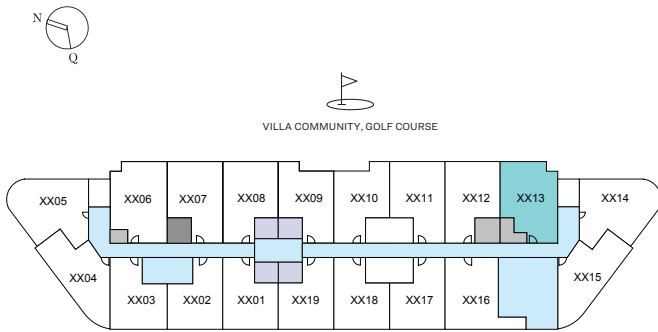 N
Q
VILLA COMMUNITY, GOLF COURSE
XX05
XX06
XX07
XX08
XX09
XX10
XX11
XX12
XX13
XX14
XX04
XX03
XX02
XX01
XX19
XX18
XX17
XX16
XX15